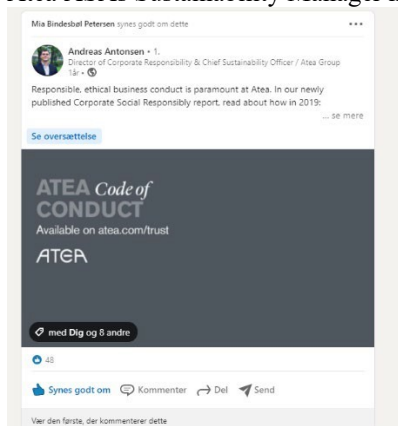 Mia Bindesbøl Petersen synes godt om dette
Andreas Antonsen • 1.
Director of Corporate Responsibility & Chief Sustainability Officer / Atea Group
1år •
Responsible, ethical business conduct is paramount at Atea. In our newly
published Corporate Social Responsibly report, read about how in 2019:
... se mere
Se oversættelse
ATEA Code of
CONDUCT
Available on atea.com/trust
ATEA
med Dig og 8 andre
48
Synes godt om Kommenter Del Send
Vær den første, der kommenterer dette